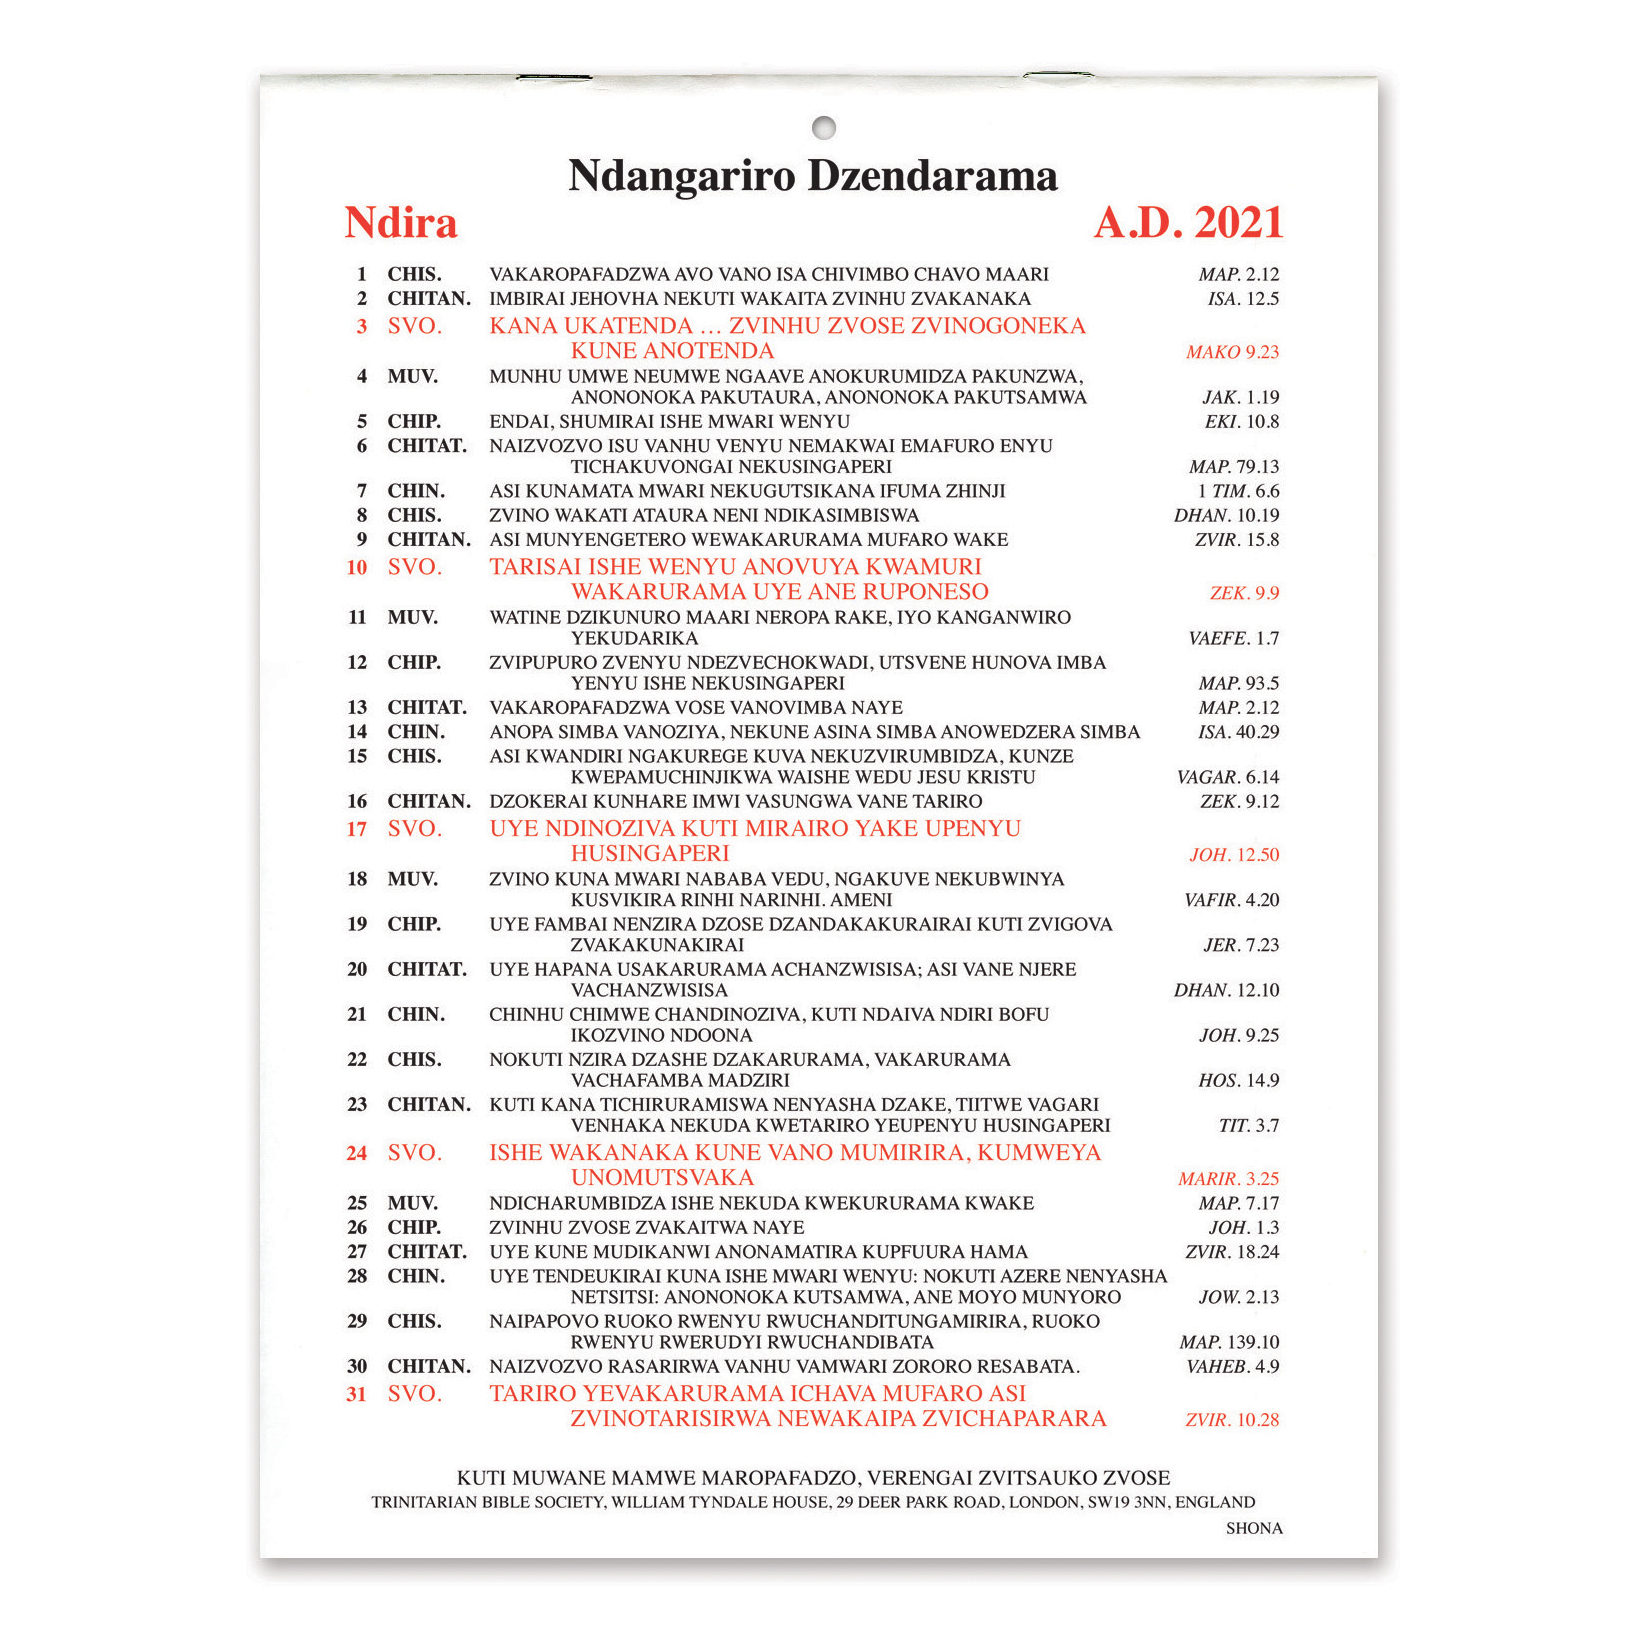 Ndangariro Dzendarama
Ndira A.D. 2021
1 CHIS. VAKAROPAFADZWA AVO VANO ISA CHIVIMBO CHAVO MAARI MAP. 2.12
2 CHITAN. IMBIRAI JEHOVHA NEKUTI WAKAITA ZVINHU ZVAKANAKA ISA. 12.5
3 SVO. KANA UKATENDA … ZVINHU ZVOSE ZVINOGONEKA
KUNE ANOTENDA MAKO 9.23
4 MUV. MUNHU UMWE NEUMWE NGAAVE ANOKURUMIDZA PAKUNZWA,
ANONONOKA PAKUTAURA, ANONONOKA PAKUTSAMWA JAK. 1.19
5 CHIP. ENDAI, SHUMIRAI ISHE MWARI WENYU EKI. 10.8
6 CHITAT. NAIZVOZVO ISU VANHU VENYU NEMAKWAI EMAFURO ENYU
TICHAKUVONGAI NEKUSINGAPERI MAP. 79.13
7 CHIN. ASI KUNAMATA MWARI NEKUGUTSIKANA IFUMA ZHINJI 1 TIM. 6.6
8 CHIS. ZVINO WAKATI ATAURA NENI NDIKASIMBISWA DHAN. 10.19
9 CHITAN. ASI MUNYENGETERO WEWAKARURAMA MUFARO WAKE ZVIR. 15.8
10 SVO. TARISAI ISHE WENYU ANOVUYA KWAMURI
WAKARURAMA UYE ANE RUPONESO ZEK. 9.9
11 MUV. WATINE DZIKUNURO MAARI NEROPA RAKE, IYO KANGANWIRO
YEKUDARIKA VAEFE. 1.7
12 CHIP. ZVIPUPURO ZVENYU NDEZVECHOKWADI, UTSVENE HUNOVA IMBA
YENYU ISHE NEKUSINGAPERI MAP. 93.5
13 CHITAT. VAKAROPAFADZWA VOSE VANOVIMBA NAYE MAP. 2.12
14 CHIN. ANOPA SIMBA VANOZIYA, NEKUNE ASINA SIMBA ANOWEDZERA SIMBA ISA. 40.29
15 CHIS. ASI KWANDIRI NGAKUREGE KUVA NEKUZVIRUMBIDZA, KUNZE
KWEPAMUCHINJIKWA WAISHE WEDU JESU KRISTU VAGAR. 6.14
16 CHITAN. DZOKERAI KUNHARE IMWI VASUNGWA VANE TARIRO ZEK. 9.12
17 SVO. UYE NDINOZIVA KUTI MIRAIRO YAKE UPENYU
HUSINGAPERI JOH. 12.50
18 MUV. ZVINO KUNA MWARI NABABA VEDU, NGAKUVE NEKUBWINYA
KUSVIKIRA RINHI NARINHI. AMENI VAFIR. 4.20
19 CHIP. UYE FAMBAI NENZIRA DZOSE DZANDAKAKURAIRAI KUTI ZVIGOVA
ZVAKAKUNAKIRAI JER. 7.23
20 CHITAT. UYE HAPANA USAKARURAMA ACHANZWISISA; ASI VANE NJERE
VACHANZWISISA DHAN. 12.10
21 CHIN. CHINHU CHIMWE CHANDINOZIVA, KUTI NDAIVA NDIRI BOFU
IKOZVINO NDOONA JOH. 9.25
22 CHIS. NOKUTI NZIRA DZASHE DZAKARURAMA, VAKARURAMA
VACHAFAMBA MADZIRI HOS. 14.9
23 CHITAN. KUTI KANA TICHIRURAMISWA NENYASHA DZAKE, TIITWE VAGARI
VENHAKA NEKUDA KWETARIRO YEUPENYU HUSINGAPERI TIT. 3.7
24 SVO. ISHE WAKANAKA KUNE VANO MUMIRIRA, KUMWEYA
UNOMUTSVAKA MARIR. 3.25
25 MUV. NDICHARUMBIDZA ISHE NEKUDA KWEKURURAMA KWAKE MAP. 7.17
26 CHIP. ZVINHU ZVOSE ZVAKAITWA NAYE JOH. 1.3
27 CHITAT. UYE KUNE MUDIKANWI ANONAMATIRA KUPFUURA HAMA ZVIR. 18.24
28 CHIN. UYE TENDEUKIRAI KUNA ISHE MWARI WENYU: NOKUTI AZERE NENYASHA
NETSITSI: ANONONOKA KUTSAMWA, ANE MOYO MUNYORO JOW. 2.13
29 CHIS. NAIPAPOVO RUOKO RWENYU RWUCHANDITUNGAMIRIRA, RUOKO
RWENYU RWERUDYI RWUCHANDIBATA MAP. 139.10
30 CHITAN. NAIZVOZVO RASARIRWA VANHU VAMWARI ZORORO RESABATA. VAHEB. 4.9
31 SVO. TARIRO YEVAKARURAMA ICHAVA MUFARO ASI
ZVINOTARISIRWA NEWAKAIPA ZVICHAPARARA ZVIR. 10.28
KUTI MUWANE MAMWE MAROPAFADZO, VERENGAI ZVITSAUKO ZVOSE
TRINITARIAN BIBLE SOCIETY, WILLIAM TYNDALE HOUSE, 29 DEER PARK ROAD, LONDON, SW19 3NN, ENGLAND
SHONA